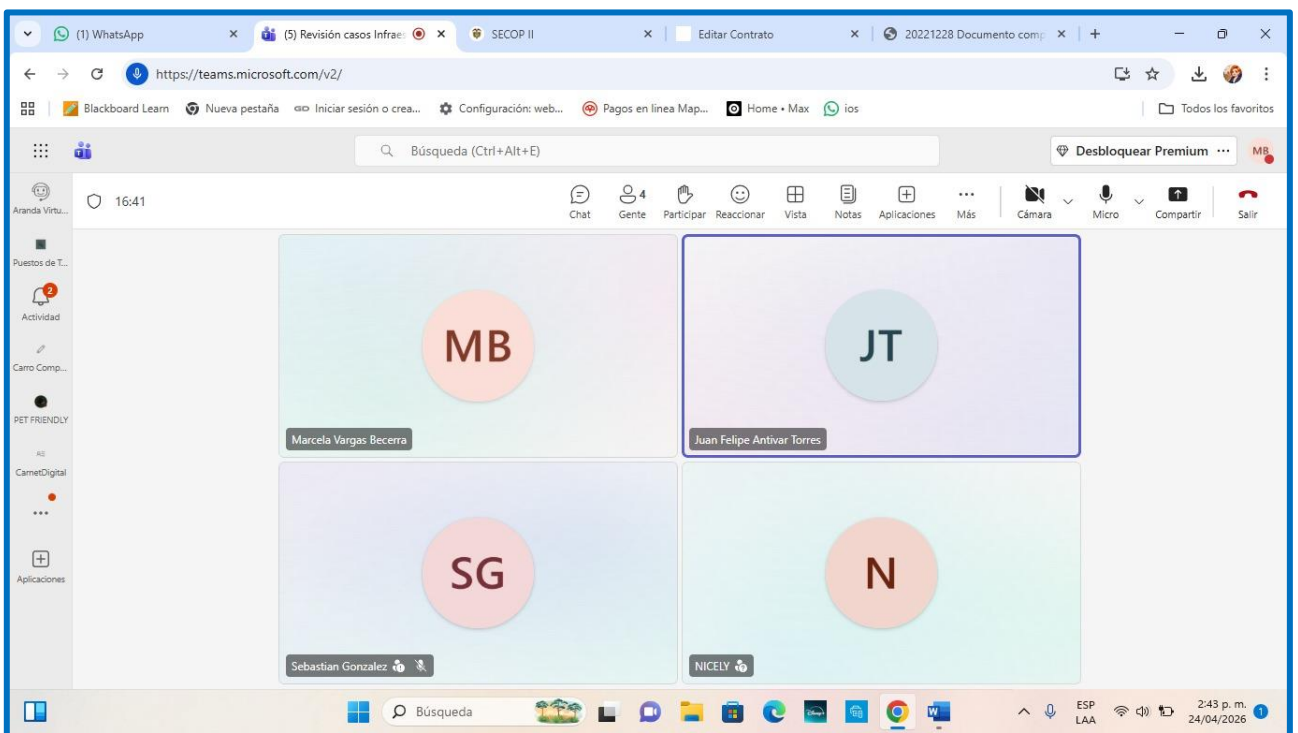 (1) WhatsApp
(5) Revisión casos Infrae
SECOP II
Editar Contrato
20221228 Documento comp
https://teams.microsoft.com/v2/
Blackboard Learn
Nueva pestaña
Iniciar sesión o crea...
Configuración: web...
Pagos en linea Map...
Home • Max
ios
Todos los favoritos
Búsqueda (Ctrl+Alt+E)
Desbloquear Premium ...
MB
Aranda Virtu...
16:41
Chat
4
Gente
Participar
Reaccionar
Vista
Notas
Aplicaciones
Más
Cámara
Micro
Compartir
Salir
Puestos de T...
2
Actividad
Carro Comp...
PET FRIENDLY
CarnetDigital
Aplicaciones
MB
Marcela Vargas Becerra
JT
Juan Felipe Antivar Torres
SG
Sebastian Gonzalez
N
NICELY
Búsqueda
ESP
LAA
2:43 p. m.
24/04/2026
1